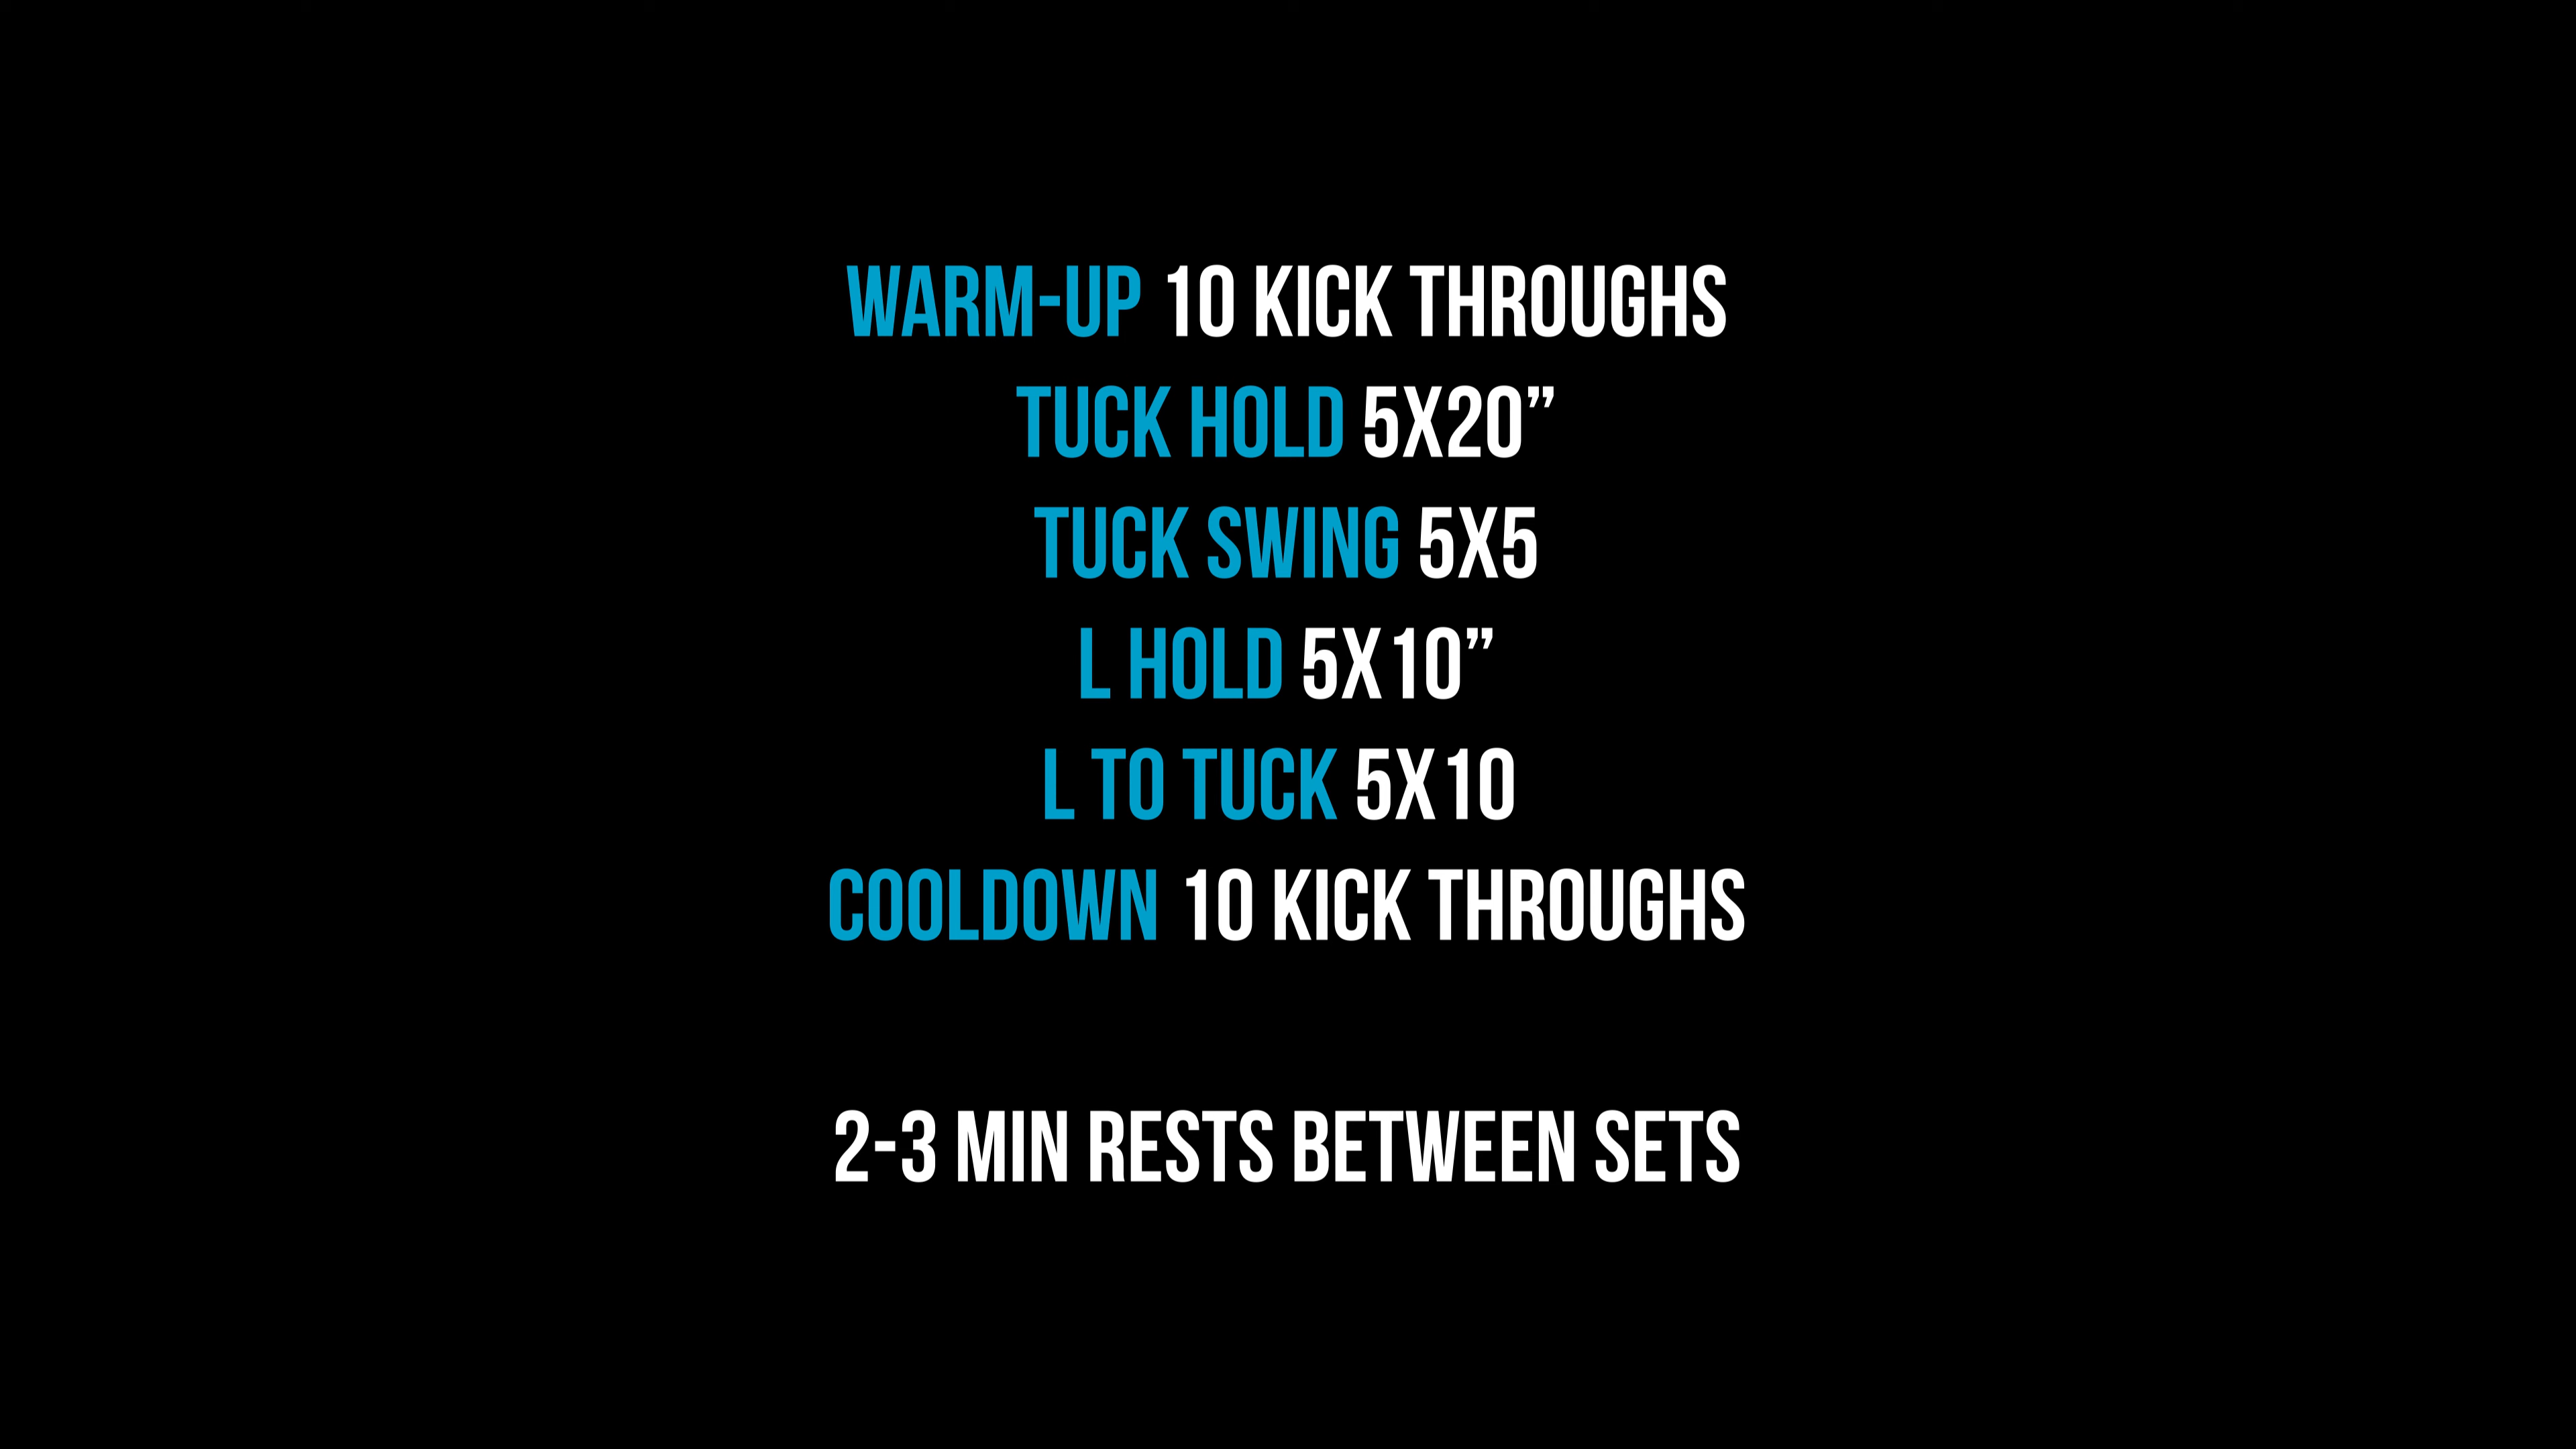 WARM-UP 10 KICK THROUGHS
TUCK HOLD 5X20”
TUCK SWING 5X5
L HOLD 5X10”
L TO TUCK 5X10
COOLDOWN 10 KICK THROUGHS
2-3 MIN RESTS BETWEEN SETS